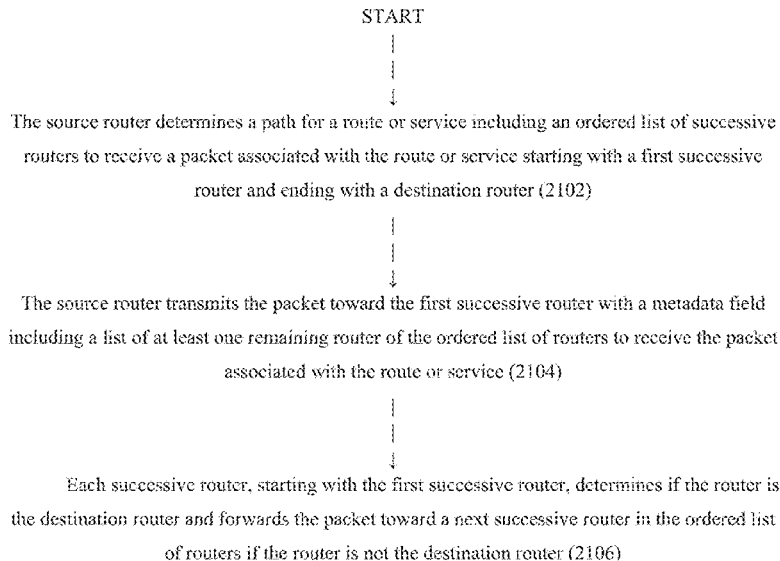 START
The source router determines a path for a route or service including an ordered list of successive
routers to receive a packet associated with the route or service starting with a first successive
router and ending with a destination router (2102)
The source router transmits the packet toward the first successive router with a metadata field
including a list of at least one remaining router of the ordered list of routers to receive the packet
associated with the route or service (2104)
Each successive router, starting with the first successive router, determines if the router is
the destination router and forwards the packet toward a next successive router in the ordered list
of routers if the router is not the destination router (2106)